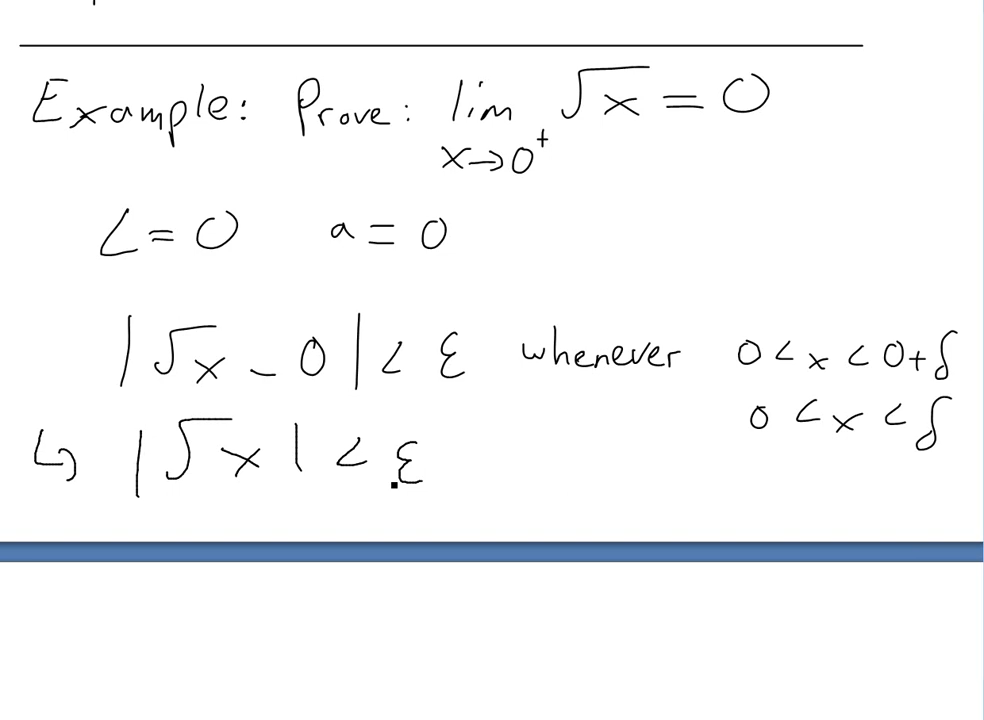 Example: Prove: lim √x = 0
x→0⁺
L = 0 a = 0
|√x - 0| < ε whenever 0 < x < 0+δ
0 < x < δ
↳ |√x| < ε